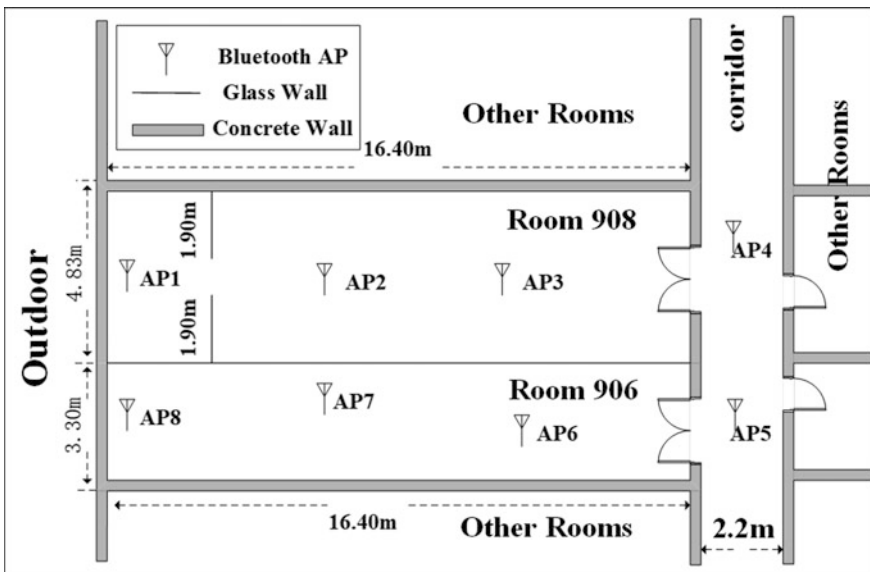 Bluetooth AP
Glass Wall
Concrete Wall
Other Rooms
corridor
16.40m
Other Rooms
1.90m
Room 908
AP4
4.83m
AP1
AP2
AP3
Outdoor
1.90m
Room 906
3.30m
AP8
AP7
AP6
AP5
16.40m
Other Rooms
2.2m